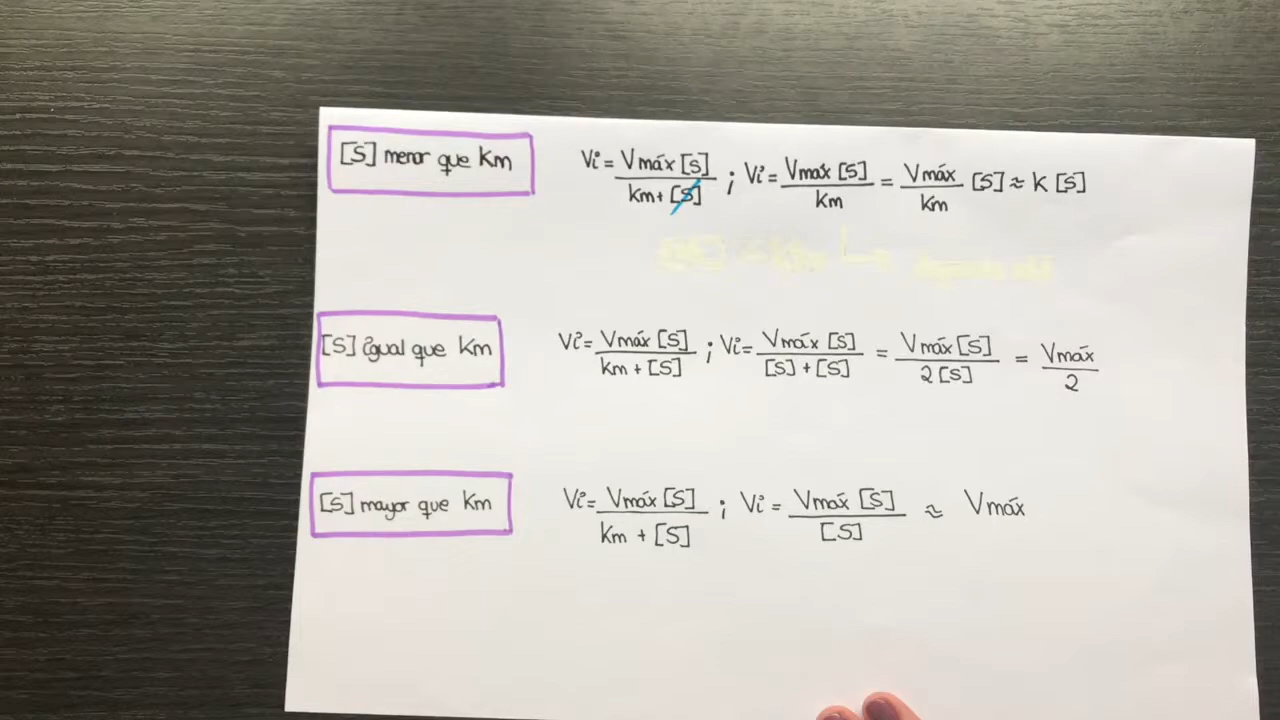 [S] menor que Km
Vi = Vmáx [S] / Km + [S] ; Vi = Vmax [S] / Km = Vmáx / Km [S] ≈ K [S]
[S] igual que Km
Vi = Vmáx [S] / Km + [S] ; Vi = Vmáx [S] / [S] + [S] = Vmáx [S] / 2 [S] = Vmáx / 2
[S] mayor que Km
Vi = Vmáx [S] / Km + [S] ; Vi = Vmáx [S] / [S] ≈ Vmáx